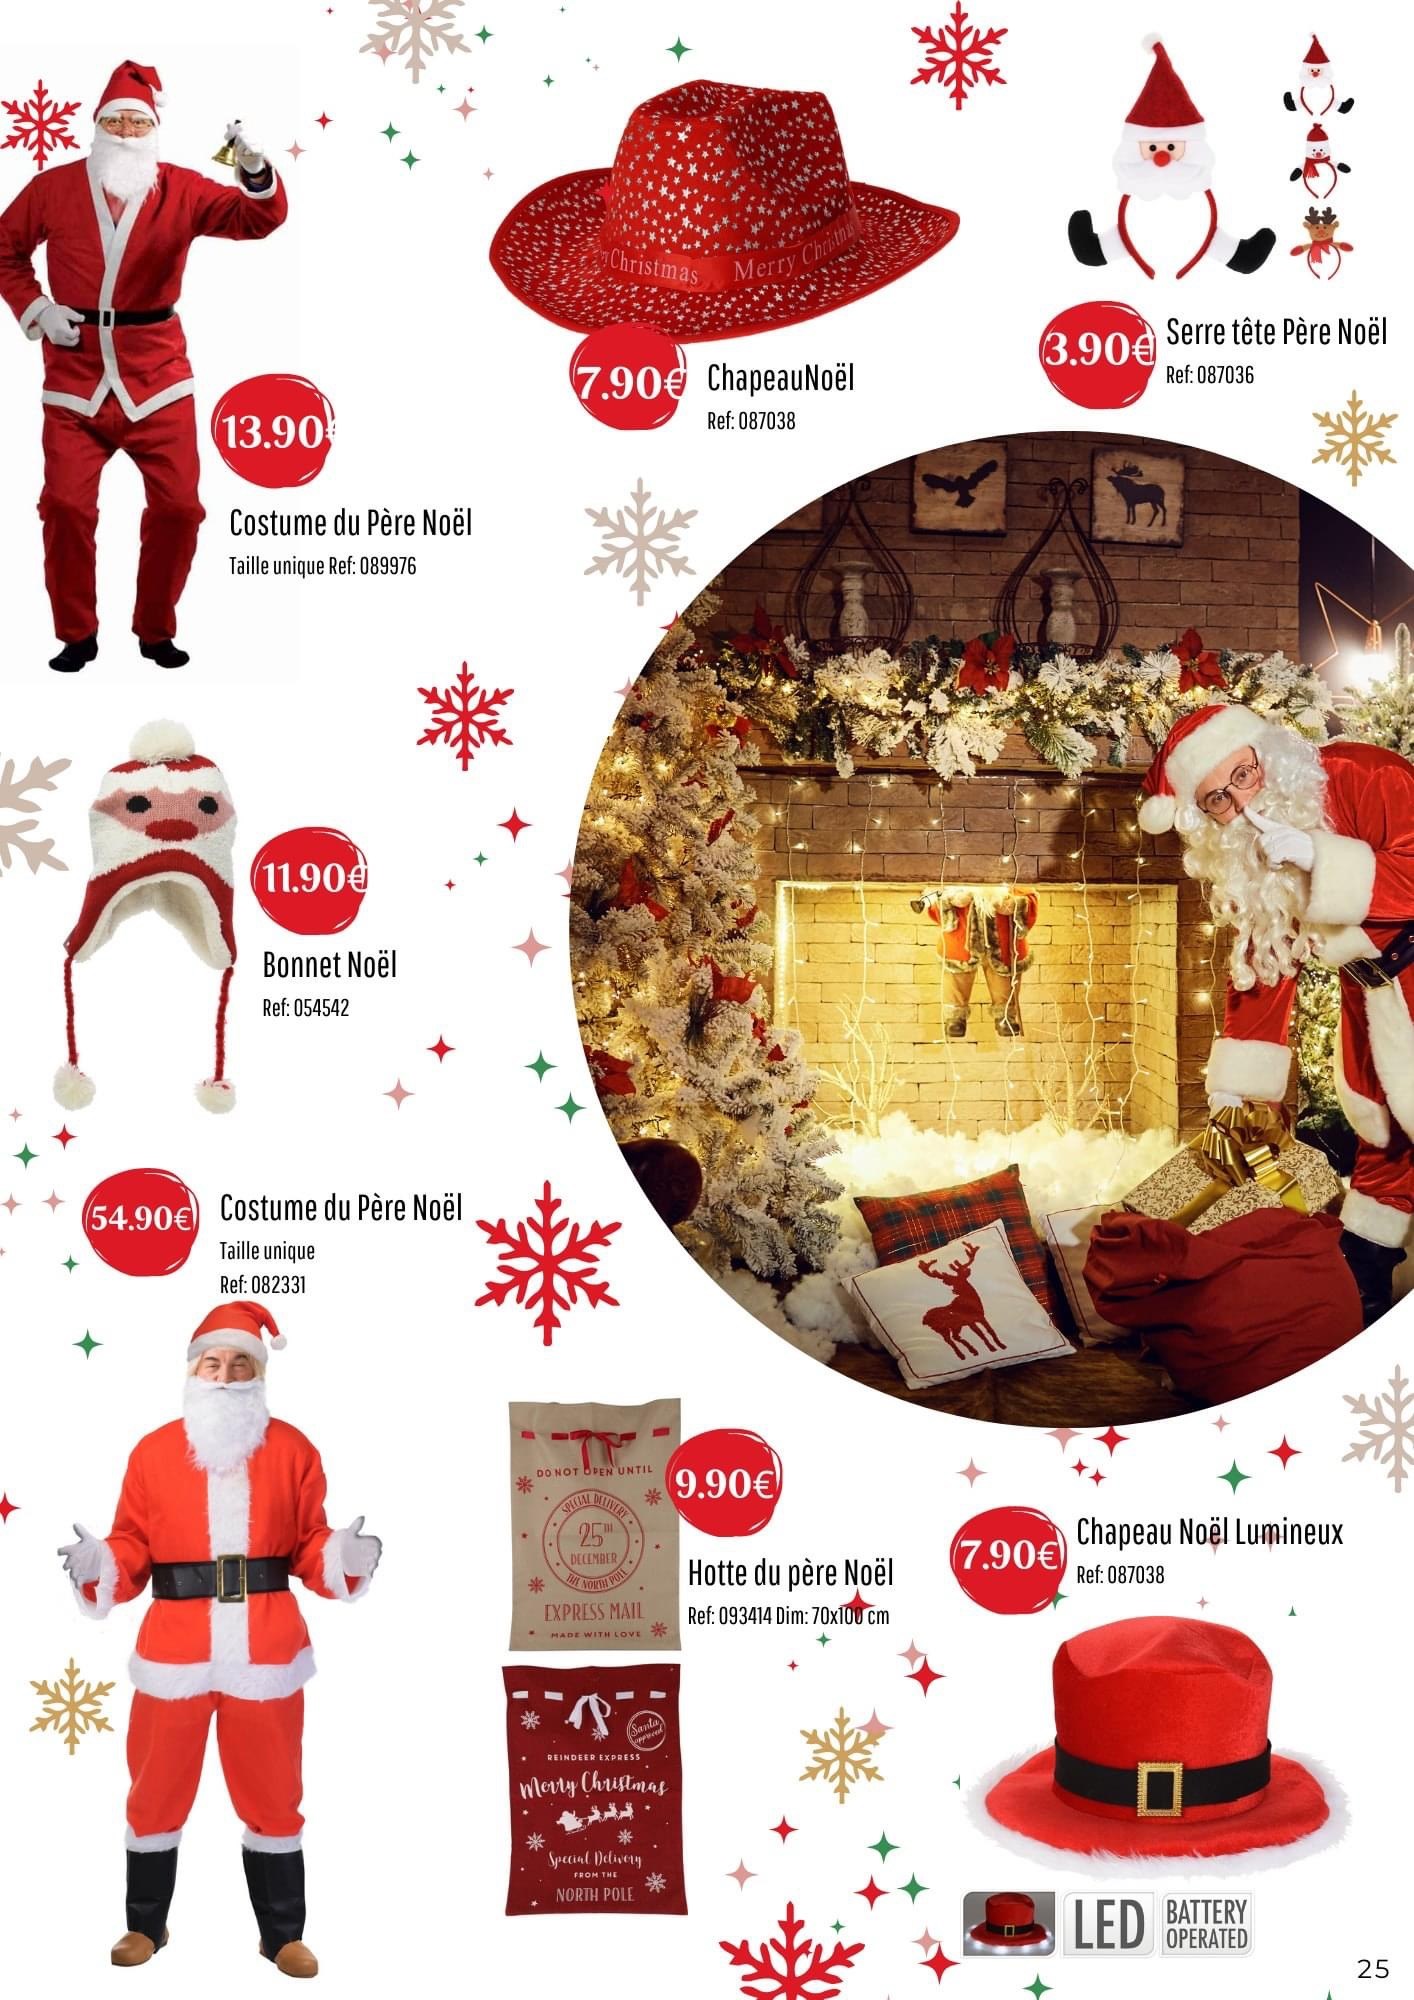 13.90€
Costume du Père Noël
Taille unique Ref: 089976
Christmas Merry Christmas
7.90€
ChapeauNoël
Ref: 087038
3.90€
Serre tête Père Noël
Ref: 087036
11.90€
Bonnet Noël
Ref: 054542
54.90€
Costume du Père Noël
Taille unique
Ref: 082331
DO NOT OPEN UNTIL
SPECIAL DELIVERY
25TH
DECEMBER
THE NORTH POLE
EXPRESS MAIL
MADE WITH LOVE
9.90€
Hotte du père Noël
Ref: 093414 Dim: 70x100 cm
Santa
approved
REINDEER EXPRESS
Merry Christmas
Special Delivery
FROM THE
NORTH POLE
7.90€
Chapeau Noël Lumineux
Ref: 087038
LED
BATTERY
OPERATED
25